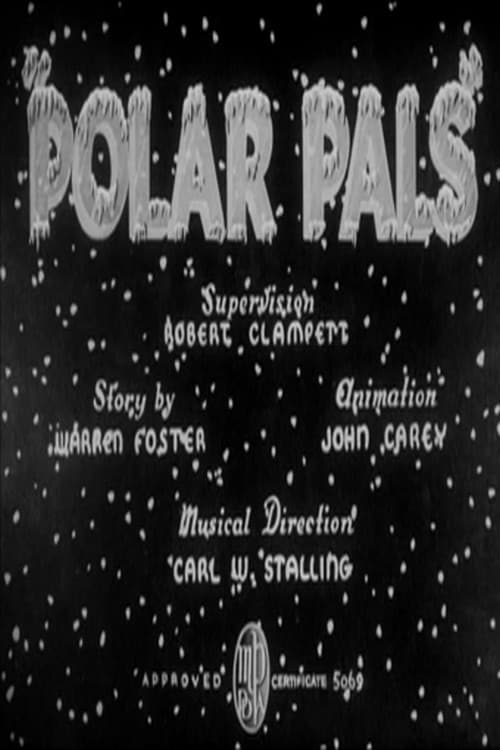 "POLAR PALS"
Supervision
ROBERT CLAMPETT
Story by
WARREN FOSTER
Animation
JOHN CAREY
Musical Direction
CARL W. STALLING
APPROVED
MPPDA
CERTIFICATE 5069